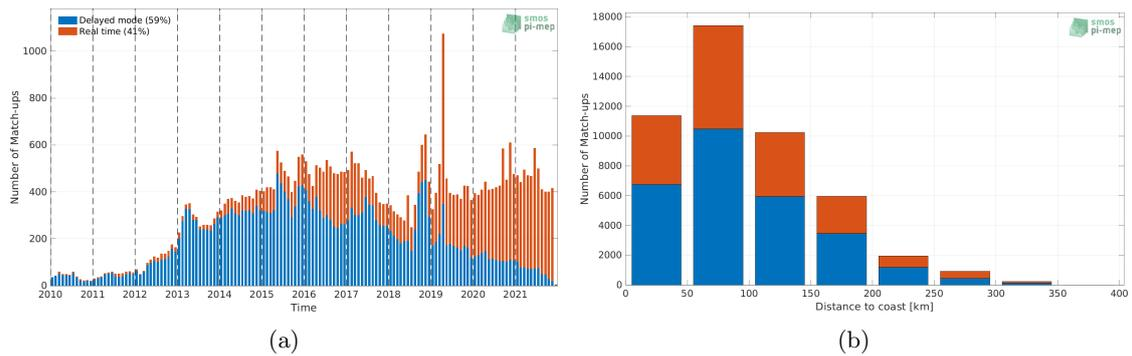 Delayed mode (59%)
Real time (41%)
smos
pi-mep
Number of Match-ups
1000
800
600
400
200
0
2010 2011 2012 2013 2014 2015 2016 2017 2018 2019 2020 2021
Time
(a)
smos
pi-mep
Number of Match-ups
18000
16000
14000
12000
10000
8000
6000
4000
2000
0
0 50 100 150 200 250 300 350 400
Distance to coast [km]
(b)